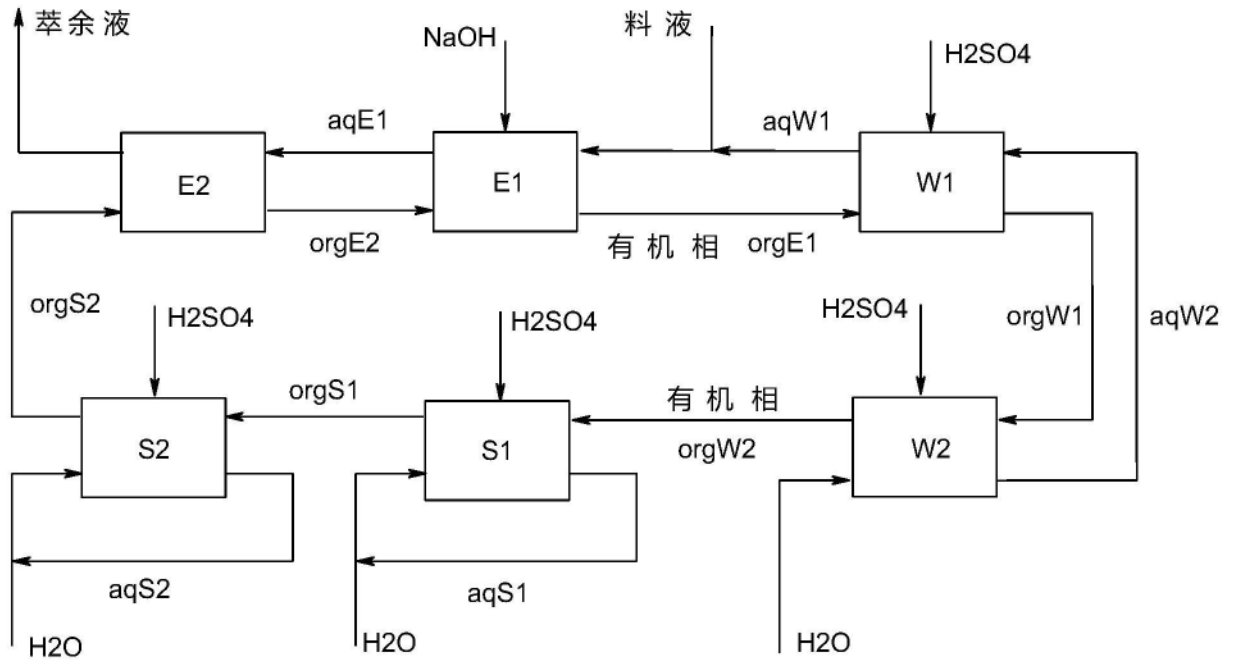 萃余液
NaOH
料液
H2SO4
aqE1
aqW1
E2
E1
W1
orgE2
有机相 orgE1
orgS2
H2SO4
H2SO4
H2SO4
orgW1
aqW2
orgS1
有机相
orgW2
S2
S1
W2
aqS2
aqS1
H2O
H2O
H2O